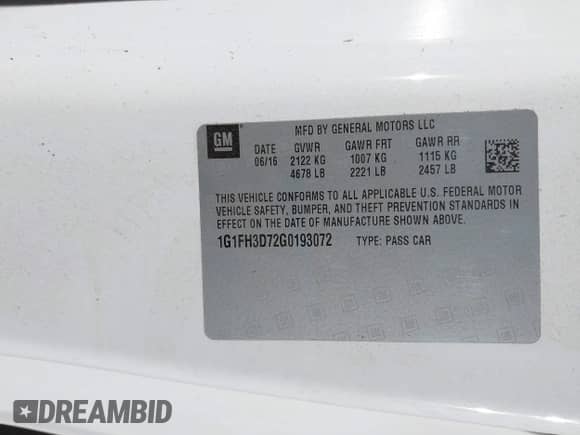 GM
MFD BY GENERAL MOTORS LLC
DATE GVWR GAWR FRT GAWR RR
06/16 2122 KG 1007 KG 1115 KG
4678 LB 2221 LB 2457 LB
THIS VEHICLE CONFORMS TO ALL APPLICABLE U.S. FEDERAL MOTOR
VEHICLE SAFETY, BUMPER, AND THEFT PREVENTION STANDARDS IN
EFFECT ON THE DATE OF MANUFACTURE SHOWN ABOVE.
1G1FH3D72G0193072 TYPE: PASS CAR
DREAMBID